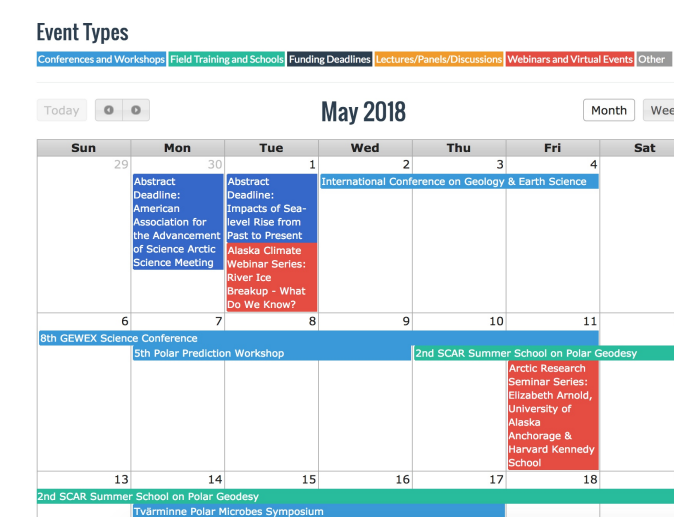 Event Types
Conferences and Workshops Field Training and Schools Funding Deadlines Lectures/Panels/Discussions Webinars and Virtual Events Other
Today May 2018 Month Wee
Sun Mon Tue Wed Thu Fri Sat
29 30 1 2 3 4
Abstract
Deadline:
American
Association for
the Advancement
of Science Arctic
Science Meeting
Abstract
Deadline:
Impacts of Sea-
level Rise from
Past to Present
Alaska Climate
Webinar Series:
River Ice
Breakup - What
Do We Know?
International Conference on Geology & Earth Science
6 7 8 9 10 11
8th GEWEX Science Conference
5th Polar Prediction Workshop
2nd SCAR Summer School on Polar Geodesy
Arctic Research
Seminar Series:
Elizabeth Arnold,
University of
Alaska
Anchorage &
Harvard Kennedy
School
13 14 15 16 17 18
2nd SCAR Summer School on Polar Geodesy
Tvärminne Polar Microbes Symposium